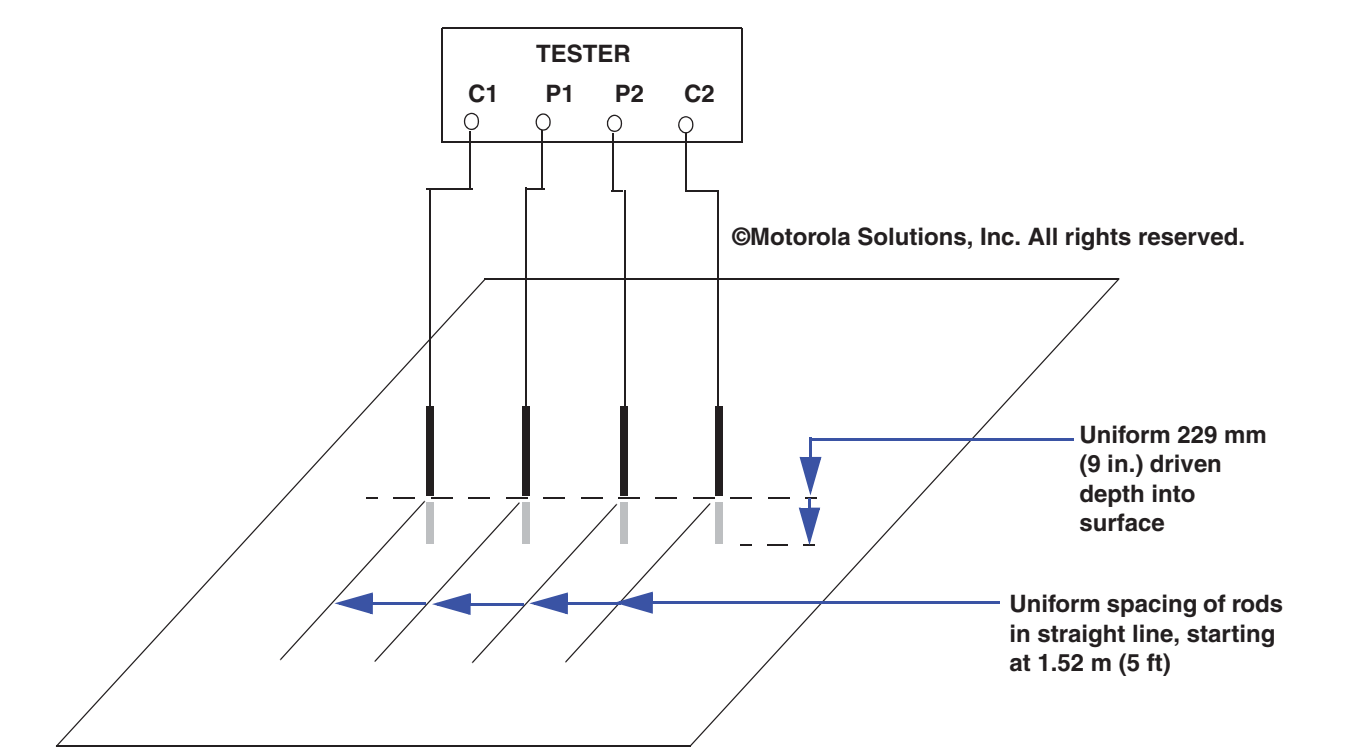 TESTER
C1 P1 P2 C2
©Motorola Solutions, Inc. All rights reserved.
Uniform 229 mm
(9 in.) driven
depth into
surface
Uniform spacing of rods
in straight line, starting
at 1.52 m (5 ft)